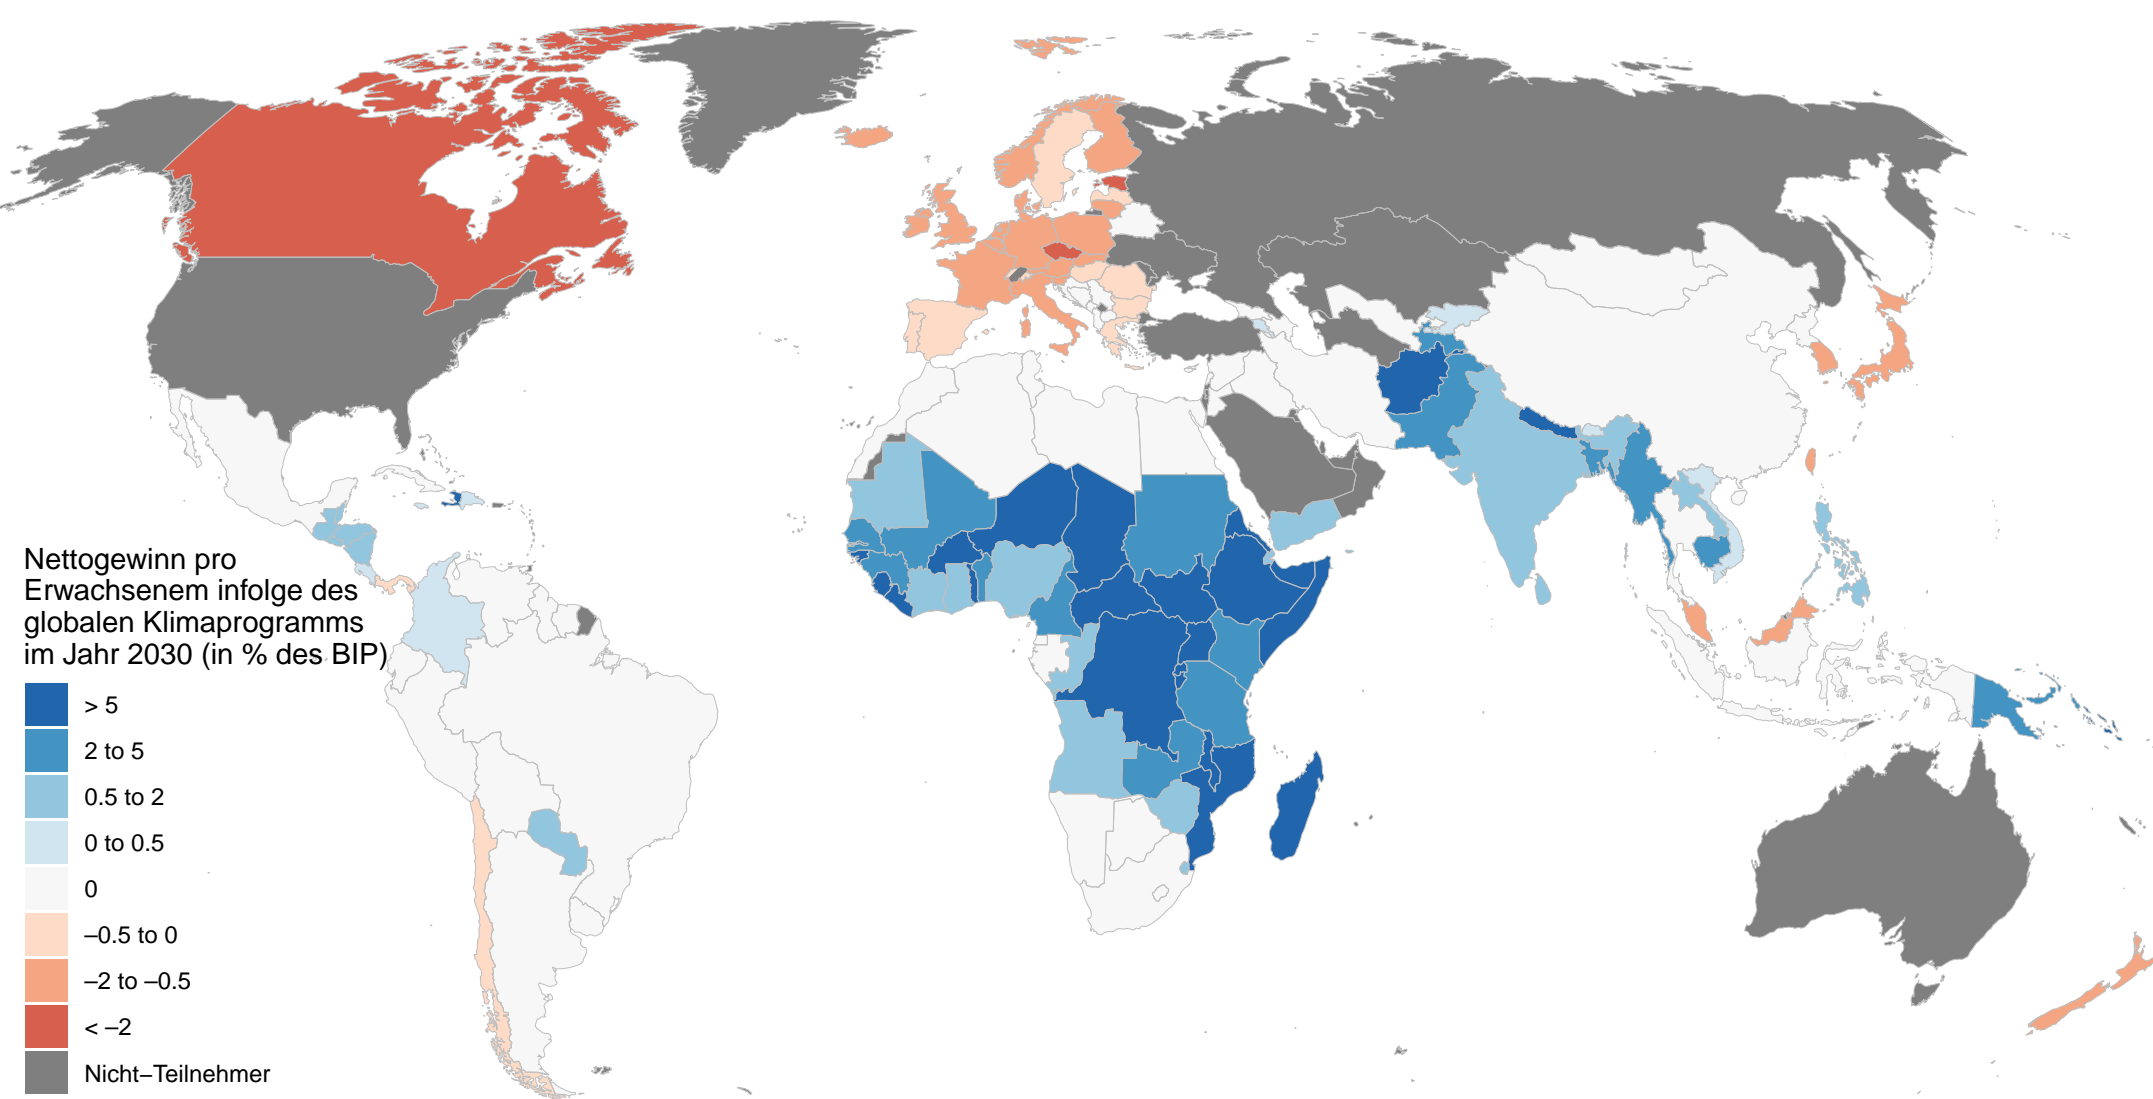 Nettogewinn pro
Erwachsenem infolge des
globalen Klimaprogramms
im Jahr 2030 (in % des BIP)
> 5
2 to 5
0.5 to 2
0 to 0.5
0
−0.5 to 0
−2 to −0.5
< −2
Nicht−Teilnehmer